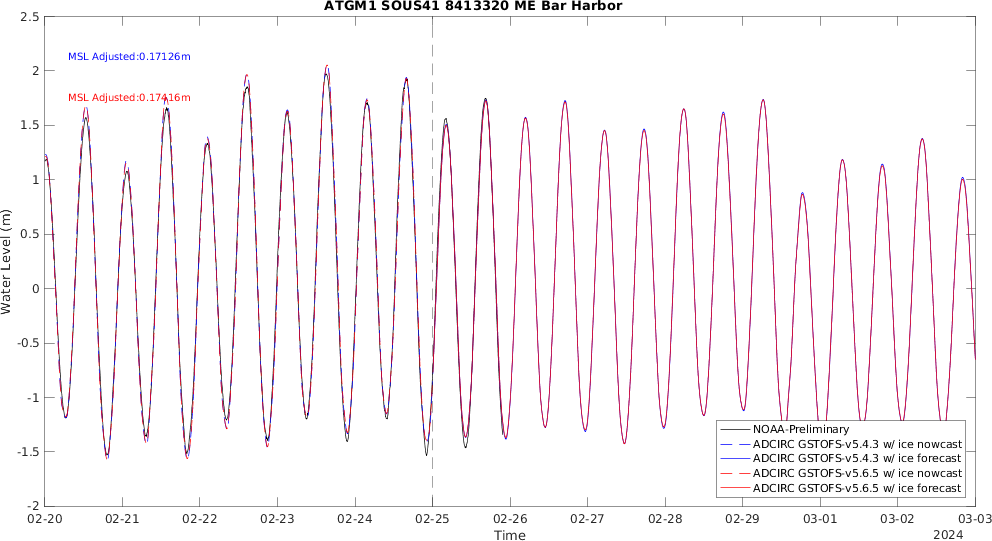 ATGM1 SOUS41 8413320 ME Bar Harbor
MSL Adjusted:0.17126m
MSL Adjusted:0.17416m
Water Level (m)
2.5
2
1.5
1
0.5
0
-0.5
-1
-1.5
-2
NOAA-Preliminary
ADCIRC GSTOFS-v5.4.3 w/ ice nowcast
ADCIRC GSTOFS-v5.4.3 w/ ice forecast
ADCIRC GSTOFS-v5.6.5 w/ ice nowcast
ADCIRC GSTOFS-v5.6.5 w/ ice forecast
02-20 02-21 02-22 02-23 02-24 02-25 02-26 02-27 02-28 02-29 03-01 03-02 03-03
Time
2024